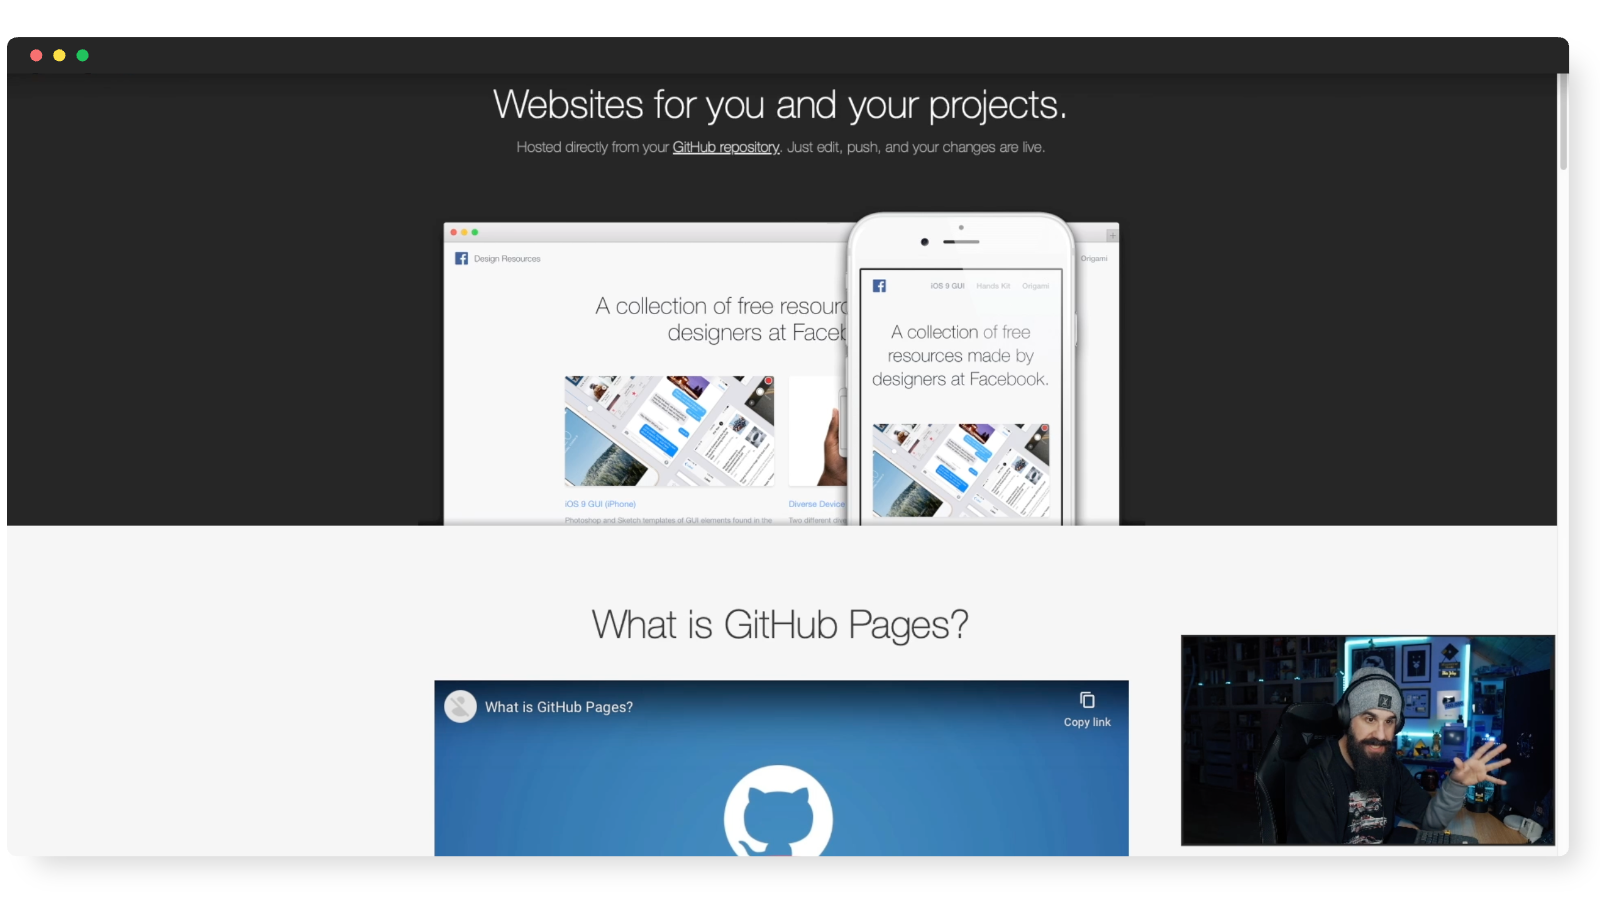 Websites for you and your projects.
Hosted directly from your GitHub repository. Just edit, push, and your changes are live.
Design Resources
Origami
A collection of free resourc
designers at Faceb
iOS 9 GUI (iPhone)
Photoshop and Sketch templates of GUI elements found in the
Diverse Device
Two different
iOS 9 GUI
Hands Kit
Origami
A collection of free
resources made by
designers at Facebook.
What is GitHub Pages?
What is GitHub Pages?
Copy link